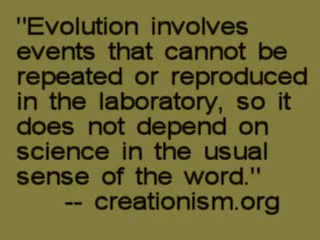 "Evolution involves
events that cannot be
repeated or reproduced
in the laboratory, so it
does not depend on
science in the usual
sense of the word."
-- creationism.org